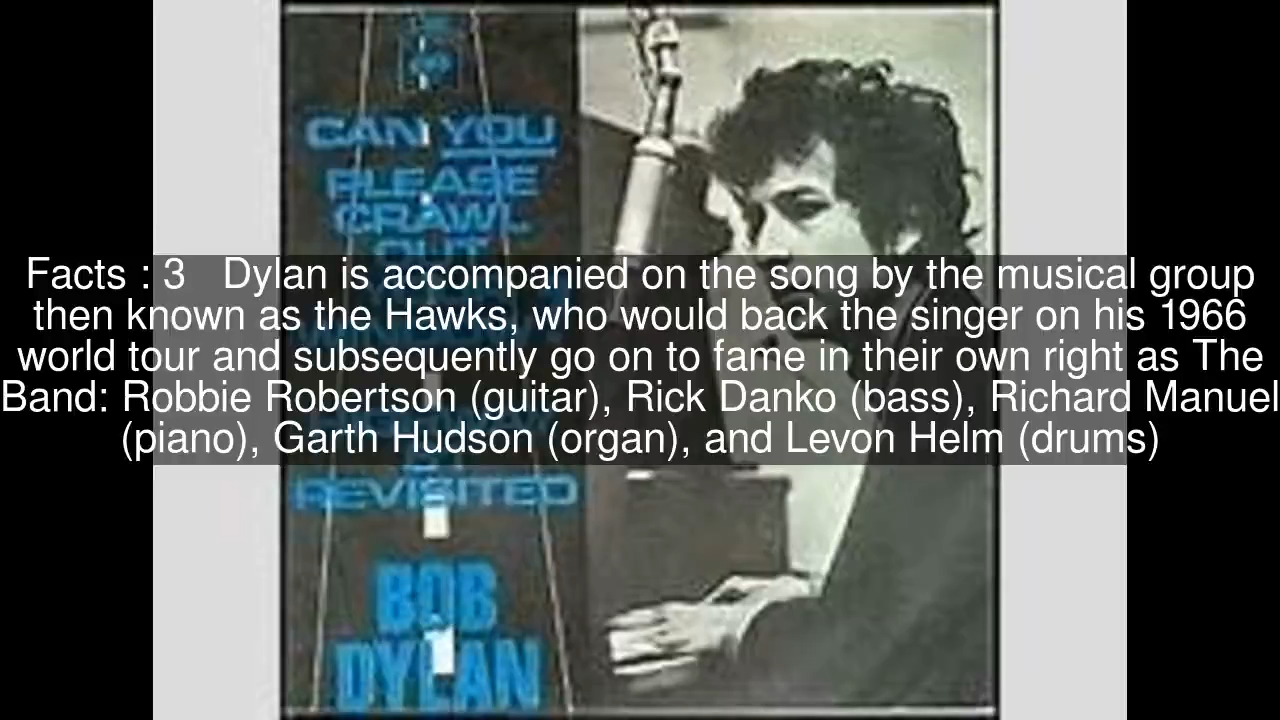 CAN YOU
PLEASE
CRAWL
OUT
Facts : 3   Dylan is accompanied on the song by the musical group
then known as the Hawks, who would back the singer on his 1966
world tour and subsequently go on to fame in their own right as The
Band: Robbie Robertson (guitar), Rick Danko (bass), Richard Manuel
(piano), Garth Hudson (organ), and Levon Helm (drums)
REVISITED
BOB
DYLAN